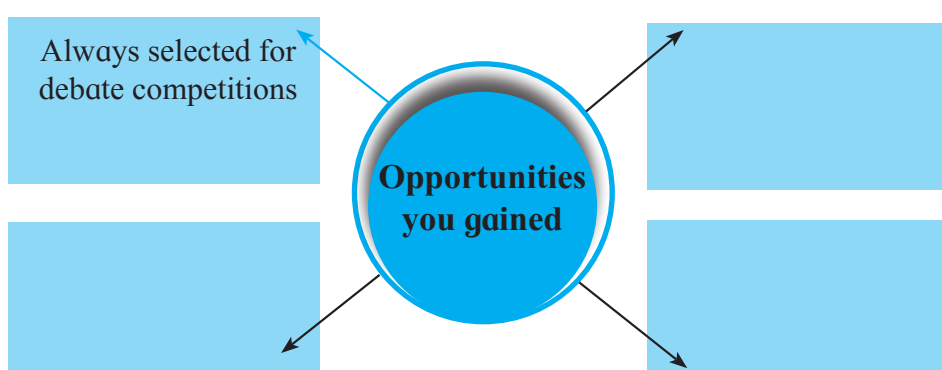 Always selected for
debate competitions
Opportunities
you gained